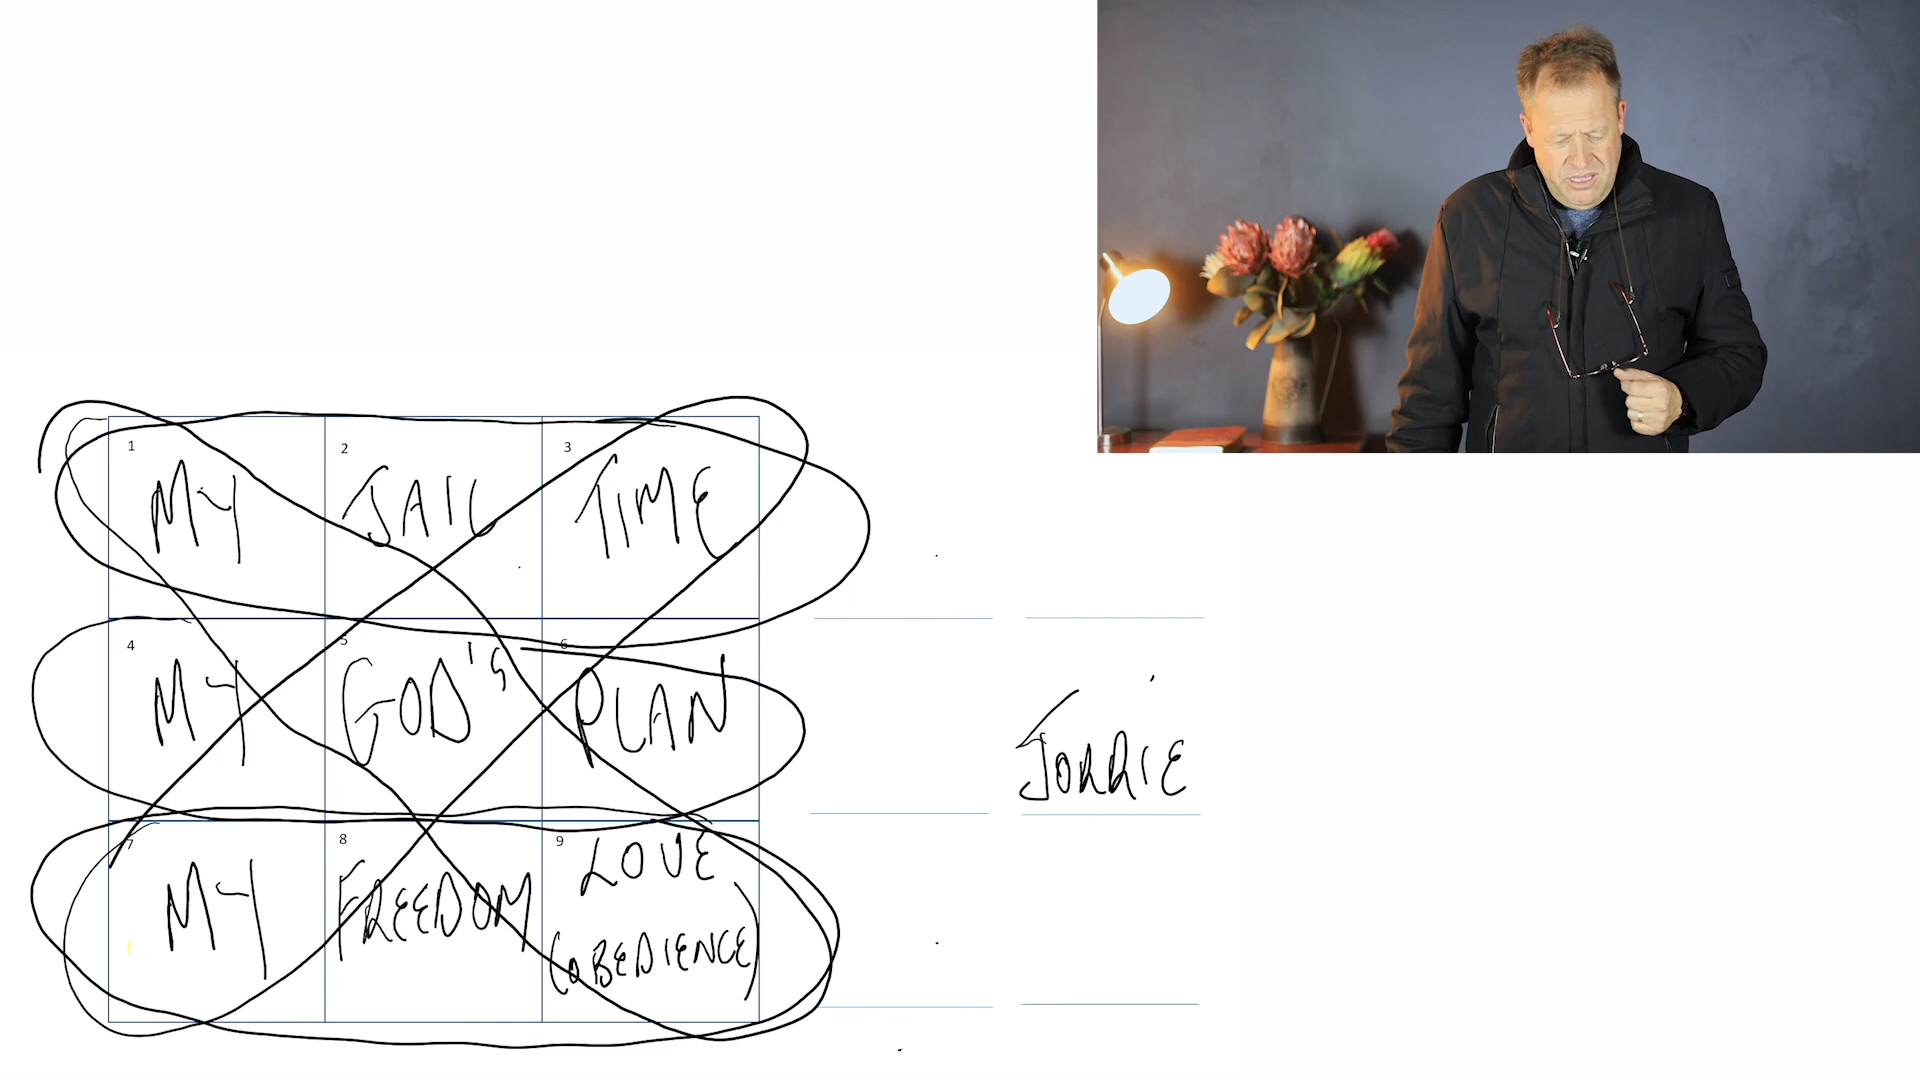 1 2 3
MY JAIL TIME
4 5 6
MY GOD'S PLAN
JORRIE
7 8 9
MY FREEDOM LOVE
(OBEDIENCE)